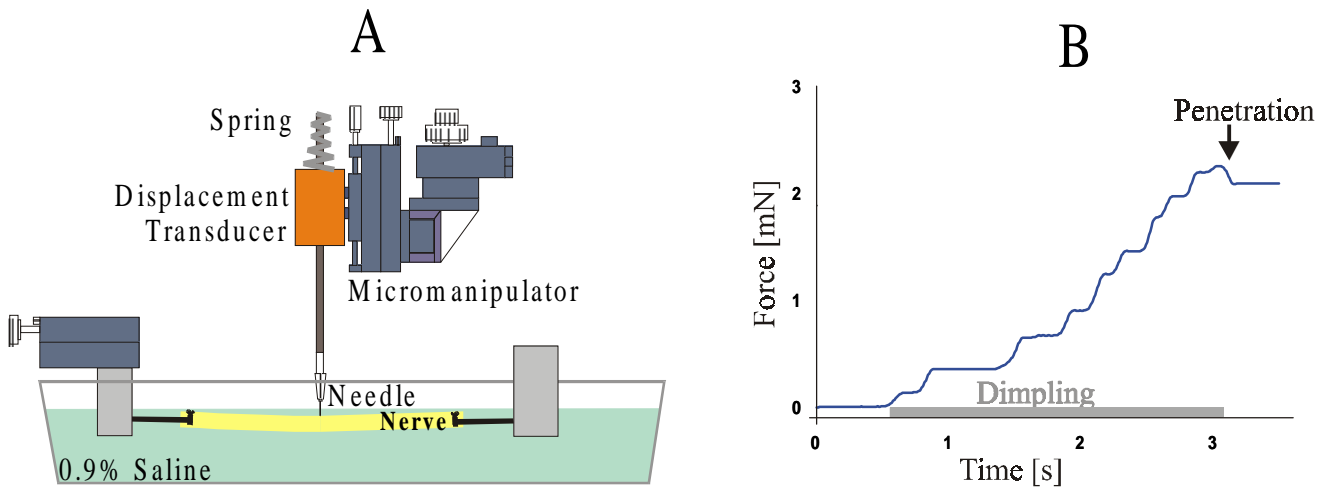 A
Spring
Displacement
Transducer
Micromanipulator
Needle
Nerve
0.9% Saline
B
3
2
1
0
Force [mN]
Penetration
Dimpling
0 1 2 3
Time [s]